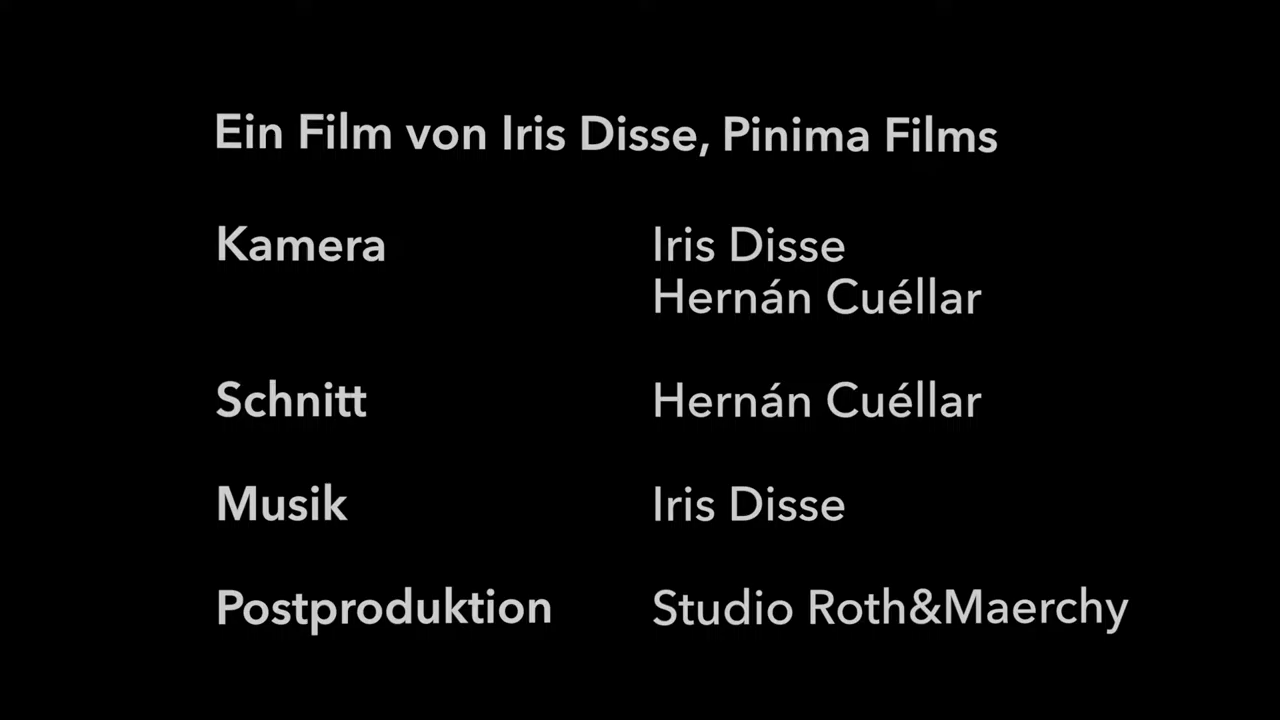 Ein Film von Iris Disse, Pinima Films
Kamera Iris Disse
Hernán Cuéllar
Schnitt Hernán Cuéllar
Musik Iris Disse
Postproduktion Studio Roth&Maerchy